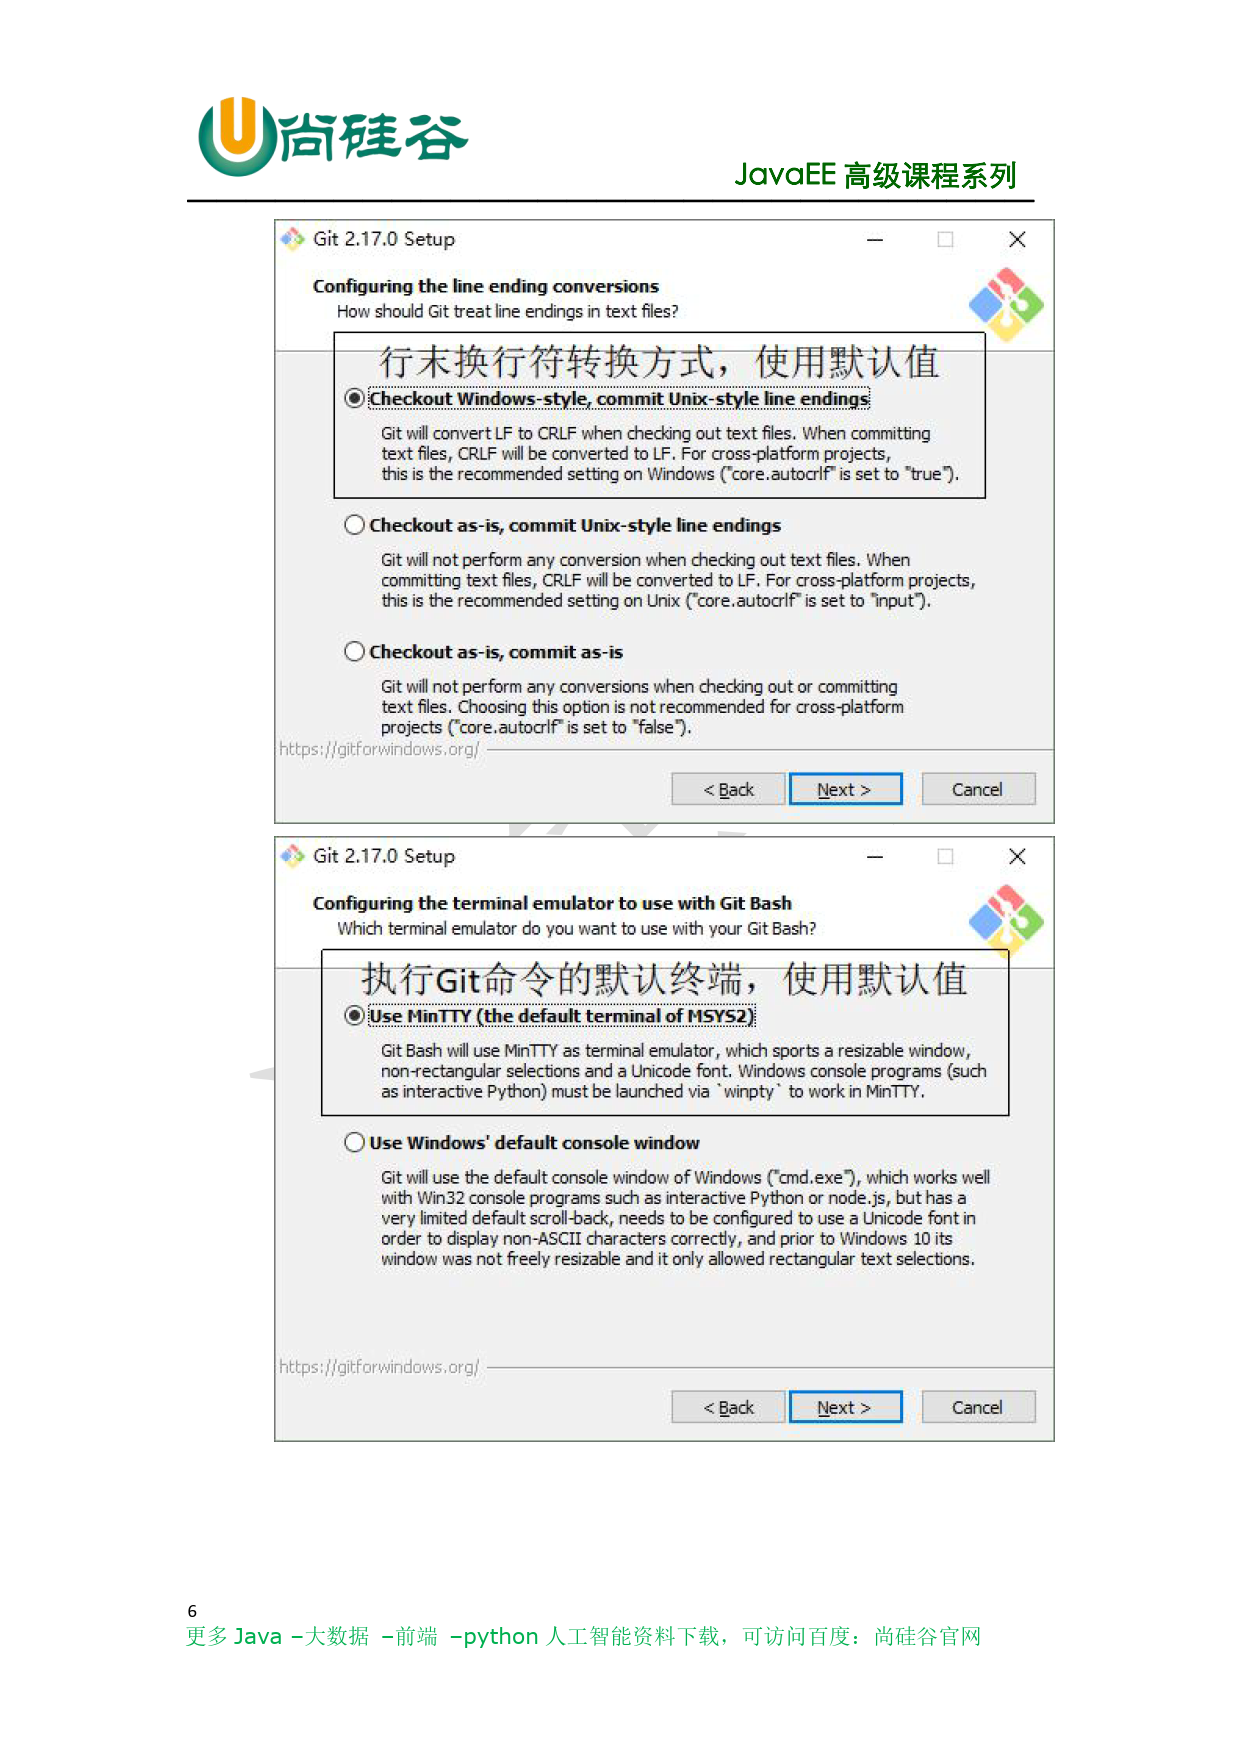 尚硅谷
JavaEE 高级课程系列
Git 2.17.0 Setup
Configuring the line ending conversions
How should Git treat line endings in text files?
行末换行符转换方式，使用默认值
Checkout Windows-style, commit Unix-style line endings
Git will convert LF to CRLF when checking out text files. When committing
text files, CRLF will be converted to LF. For cross-platform projects,
this is the recommended setting on Windows ("core.autocrlf" is set to "true").
Checkout as-is, commit Unix-style line endings
Git will not perform any conversion when checking out text files. When
committing text files, CRLF will be converted to LF. For cross-platform projects,
this is the recommended setting on Unix ("core.autocrlf" is set to "input").
Checkout as-is, commit as-is
Git will not perform any conversions when checking out or committing
text files. Choosing this option is not recommended for cross-platform
projects ("core.autocrlf" is set to "false").
https://gitforwindows.org/
< Back Next > Cancel
Git 2.17.0 Setup
Configuring the terminal emulator to use with Git Bash
Which terminal emulator do you want to use with your Git Bash?
执行Git命令的默认终端，使用默认值
Use MinTTY (the default terminal of MSYS2)
Git Bash will use MinTTY as terminal emulator, which sports a resizable window,
non-rectangular selections and a Unicode font. Windows console programs (such
as interactive Python) must be launched via `winpty` to work in MinTTY.
Use Windows' default console window
Git will use the default console window of Windows ("cmd.exe"), which works well
with Win32 console programs such as interactive Python or node.js, but has a
very limited default scroll-back, needs to be configured to use a Unicode font in
order to display non-ASCII characters correctly, and prior to Windows 10 its
window was not freely resizable and it only allowed rectangular text selections.
https://gitforwindows.org/
< Back Next > Cancel
6
更多 Java –大数据 –前端 –python 人工智能资料下载，可访问百度：尚硅谷官网